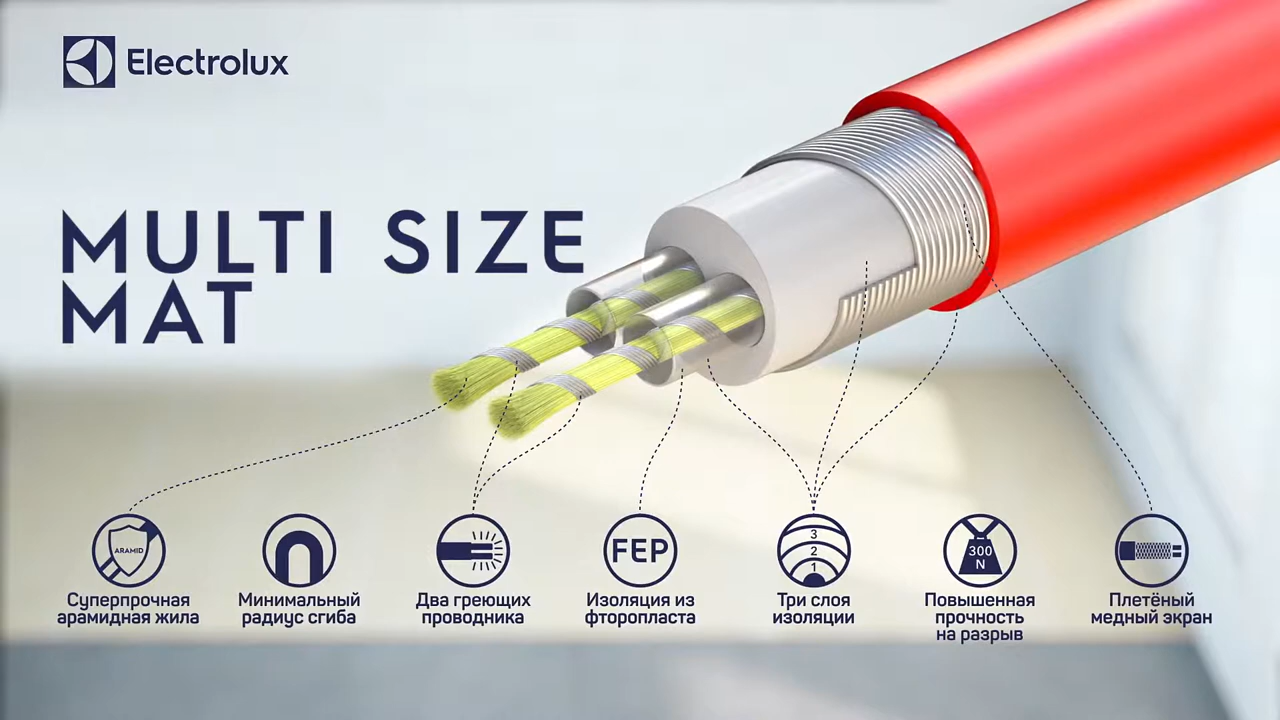 Electrolux
MULTI SIZE
MAT
ARAMID
FEP
3
2
1
300
N
Суперпрочная
арамидная жила
Минимальный
радиус сгиба
Два греющих
проводника
Изоляция из
фторопласта
Три слоя
изоляции
Повышенная
прочность
на разрыв
Плетёный
медный экран